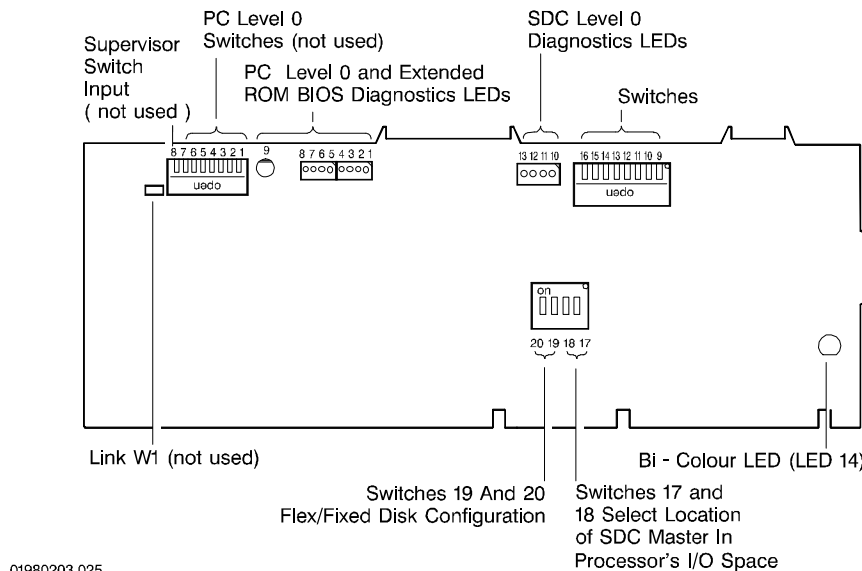 PC Level 0
Switches (not used)
SDC Level 0
Diagnostics LEDs
Supervisor
Switch
Input
( not used )
PC Level 0 and Extended
ROM BIOS Diagnostics LEDs
Switches
8 7 6 5 4 3 2 1
9
8 7 6 5 4 3 2 1
13 12 11 10
16 15 14 13 12 11 10 9
open
open
on
20 19 18 17
Link W1 (not used)
Bi - Colour LED (LED 14)
Switches 19 And 20
Flex/Fixed Disk Configuration
Switches 17 and
18 Select Location
of SDC Master In
Processor's I/O Space
01980203.025